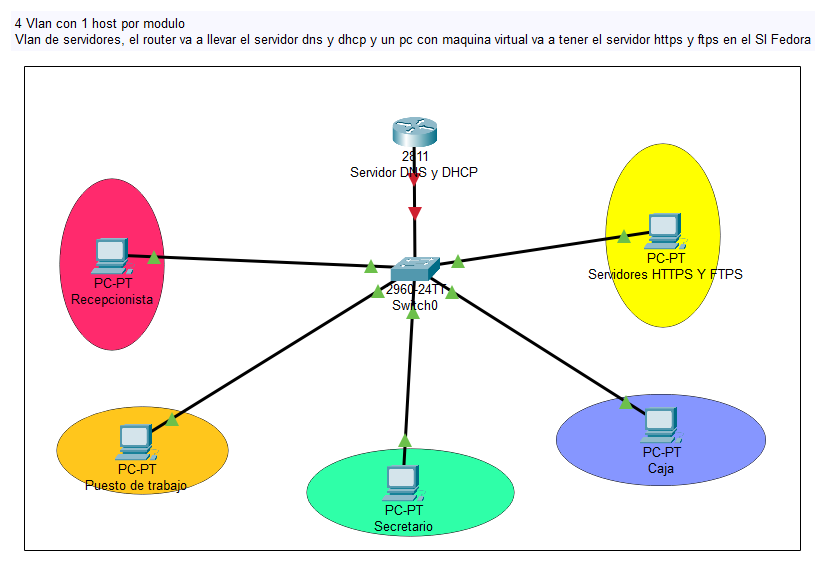 4 Vlan con 1 host por modulo
Vlan de servidores, el router va a llevar el servidor dns y dhcp y un pc con maquina virtual va a tener el servidor https y ftps en el SI Fedora
2811
Servidor DNS y DHCP
PC-PT
Servidores HTTPS Y FTPS
PC-PT
Recepcionista
2960-24TT
Switch0
PC-PT
Puesto de trabajo
PC-PT
Secretario
PC-PT
Caja